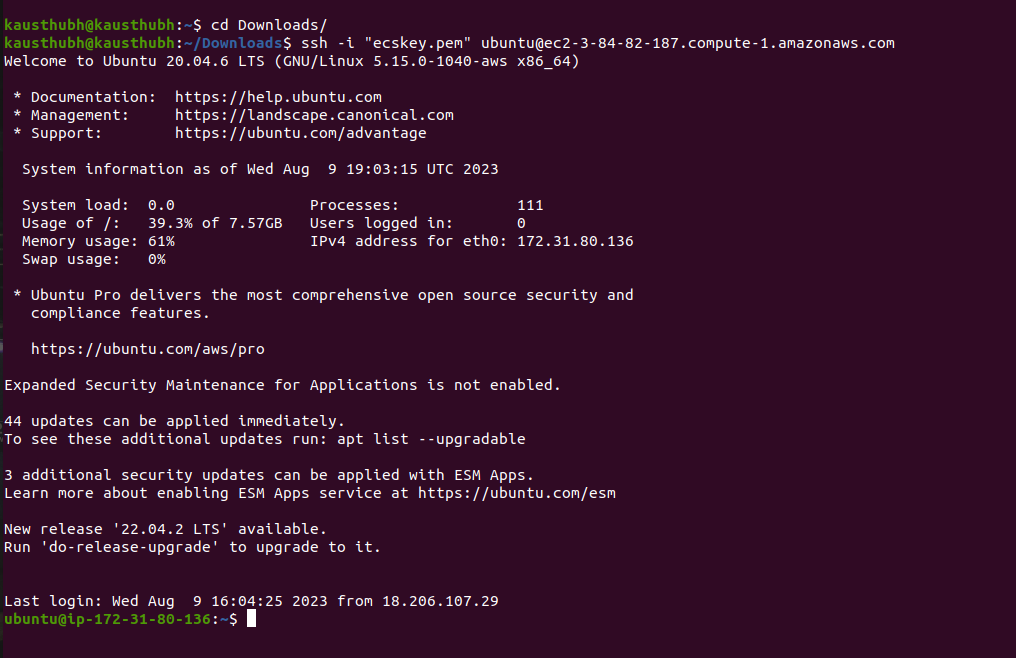 kausthubh@kausthubh:~$ cd Downloads/
kausthubh@kausthubh:~/Downloads$ ssh -i "ecskey.pem" ubuntu@ec2-3-84-82-187.compute-1.amazonaws.com
Welcome to Ubuntu 20.04.6 LTS (GNU/Linux 5.15.0-1040-aws x86_64)
* Documentation:  https://help.ubuntu.com
* Management:     https://landscape.canonical.com
* Support:        https://ubuntu.com/advantage
System information as of Wed Aug  9 19:03:15 UTC 2023
System load:  0.0               Processes:             111
Usage of /:   39.3% of 7.57GB   Users logged in:       0
Memory usage: 61%               IPv4 address for eth0: 172.31.80.136
Swap usage:   0%
* Ubuntu Pro delivers the most comprehensive open source security and
compliance features.
https://ubuntu.com/aws/pro
Expanded Security Maintenance for Applications is not enabled.
44 updates can be applied immediately.
To see these additional updates run: apt list --upgradable
3 additional security updates can be applied with ESM Apps.
Learn more about enabling ESM Apps service at https://ubuntu.com/esm
New release '22.04.2 LTS' available.
Run 'do-release-upgrade' to upgrade to it.
Last login: Wed Aug  9 16:04:25 2023 from 18.206.107.29
ubuntu@ip-172-31-80-136:~$